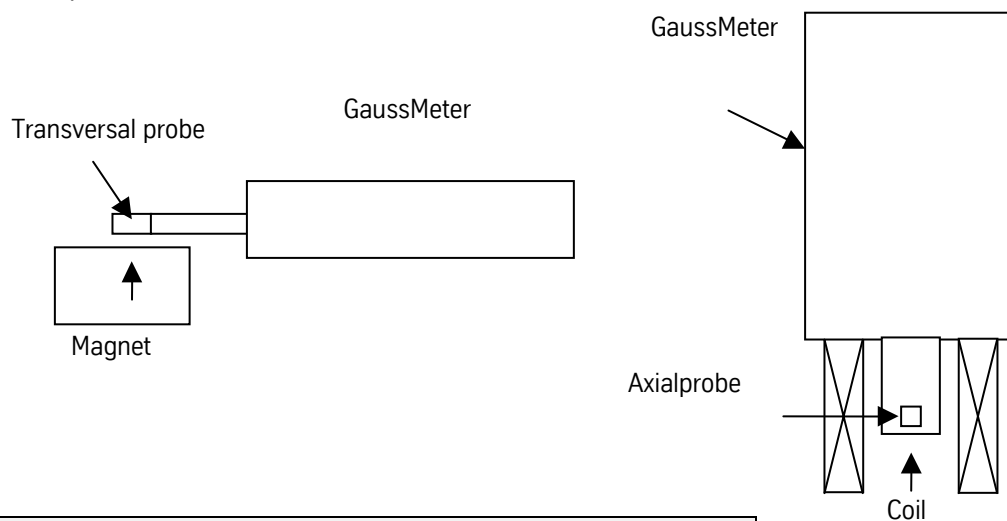 GaussMeter
GaussMeter
Transversal probe
Magnet
Axialprobe
Coil